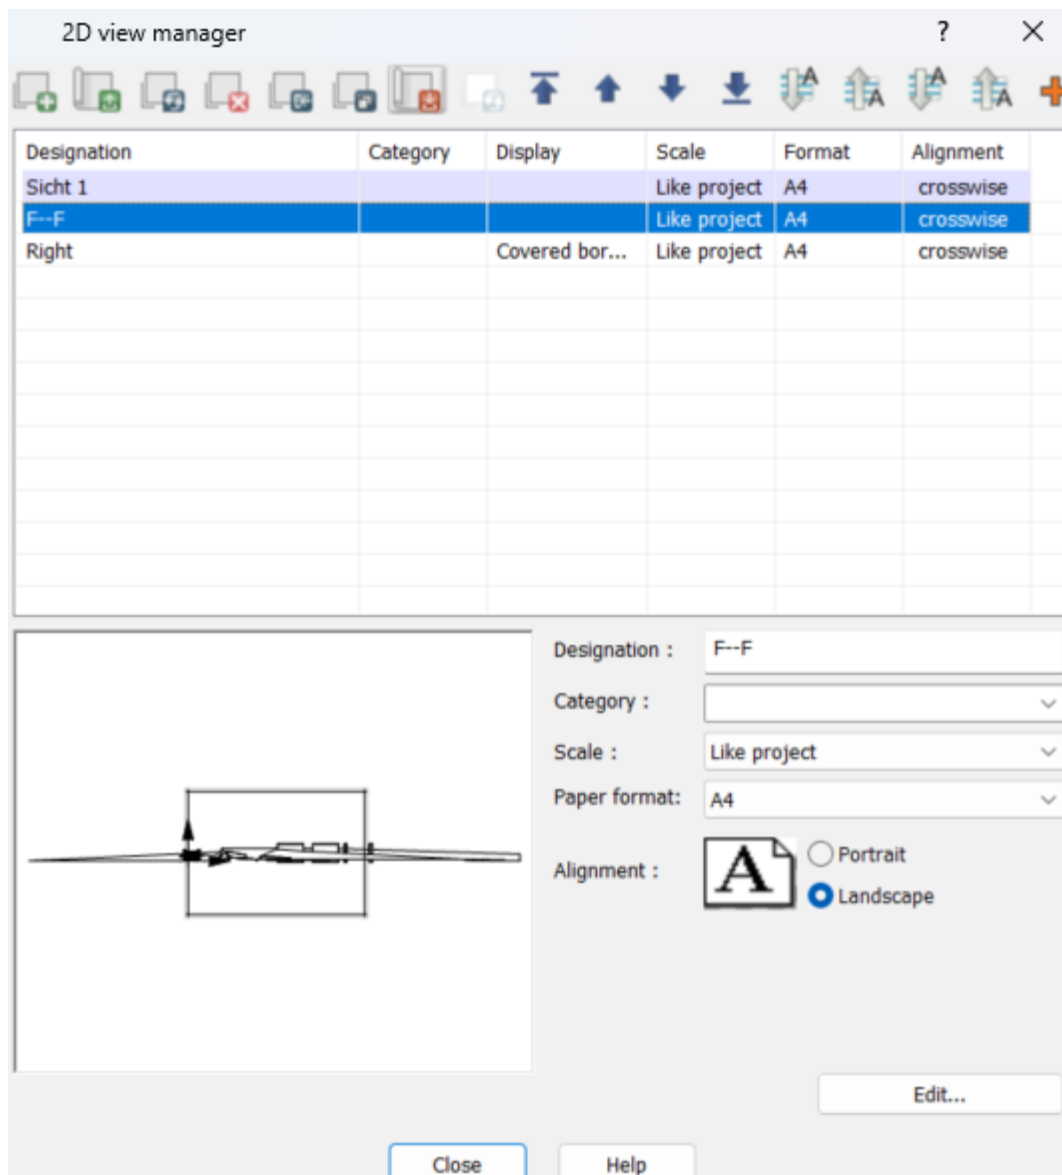 2D view manager ?
Designation Category Display Scale Format Alignment
Sicht 1 Like project A4 crosswise
F--F Like project A4 crosswise
Right Covered bor... Like project A4 crosswise
Designation : F--F
Category :
Scale : Like project
Paper format: A4
Alignment : A Portrait
Landscape
Edit...
Close Help